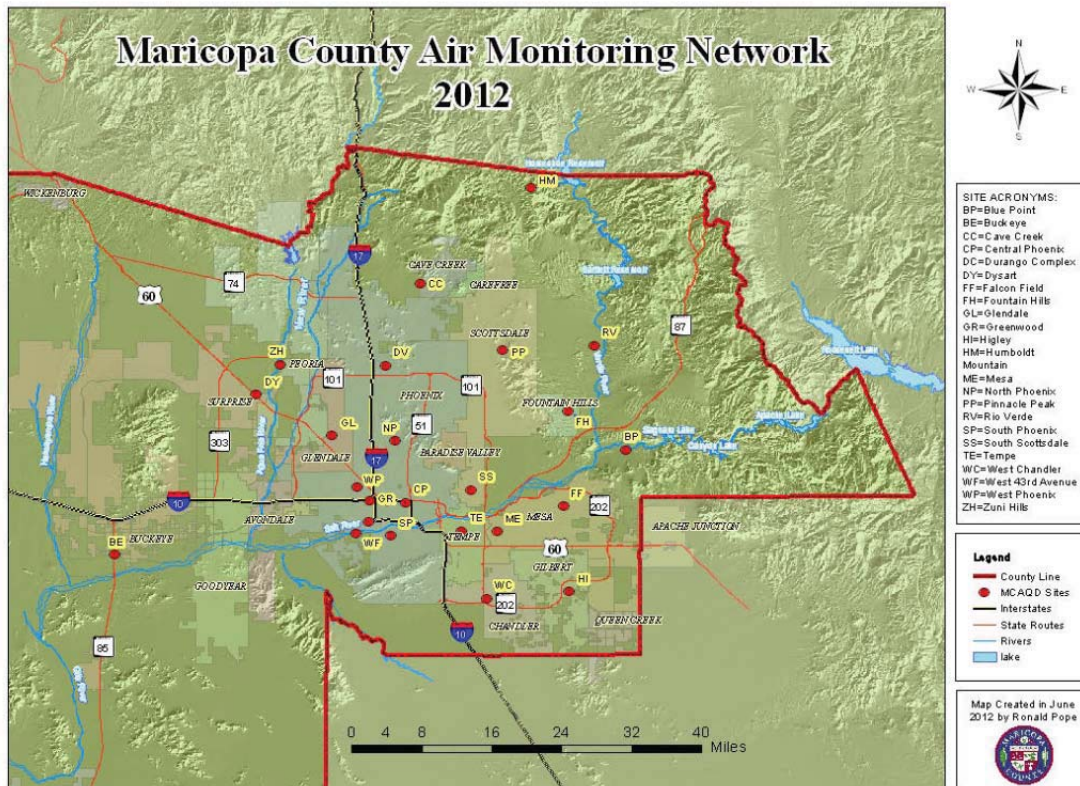 Maricopa County Air Monitoring Network
2012
N
W
E
S
WICKENBURG
HM
17
74
CAVE CREEK
CC
CAREFREE
60
87
SCOTTSDALE
RV
ZH
PEORIA
DV
PP
101
101
DY
PHOENIX
SURPRISE
FOUNTAIN HILLS
GL
NP
51
FH
BP
303
GLENDALE
17
PARADISE VALLEY
WP
SS
GR
CP
FF
10
202
AVONDALE
SP
TE
ME
MESA
APACHE JUNCTION
BE
BUCKEYE
WF
TEMPE
60
GILBERT
GOODYEAR
WC
HI
202
QUEEN CREEK
CHANDLER
10
85
0 4 8 16 24 32 40
Miles
SITE ACRONYMS:
BP=Blue Point
BE=Buckeye
CC=Cave Creek
CP=Central Phoenix
DC=Durango Complex
DY=Dysart
FF=Falcon Field
FH=Fountain Hills
GL=Glendale
GR=Greenwood
HI=Higley
HM=Humboldt
Mountain
ME=Mesa
NP=North Phoenix
PP=Pinnacle Peak
RV=Rio Verde
SP=South Phoenix
SS=South Scottsdale
TE=Tempe
WC=West Chandler
WF=West 43rd Avenue
WP=West Phoenix
ZH=Zuni Hills
Legend
County Line
MCAQD Sites
Interstates
State Routes
Rivers
lake
Map Created in June
2012 by Ronald Pope
MARICOPA
COUNTY